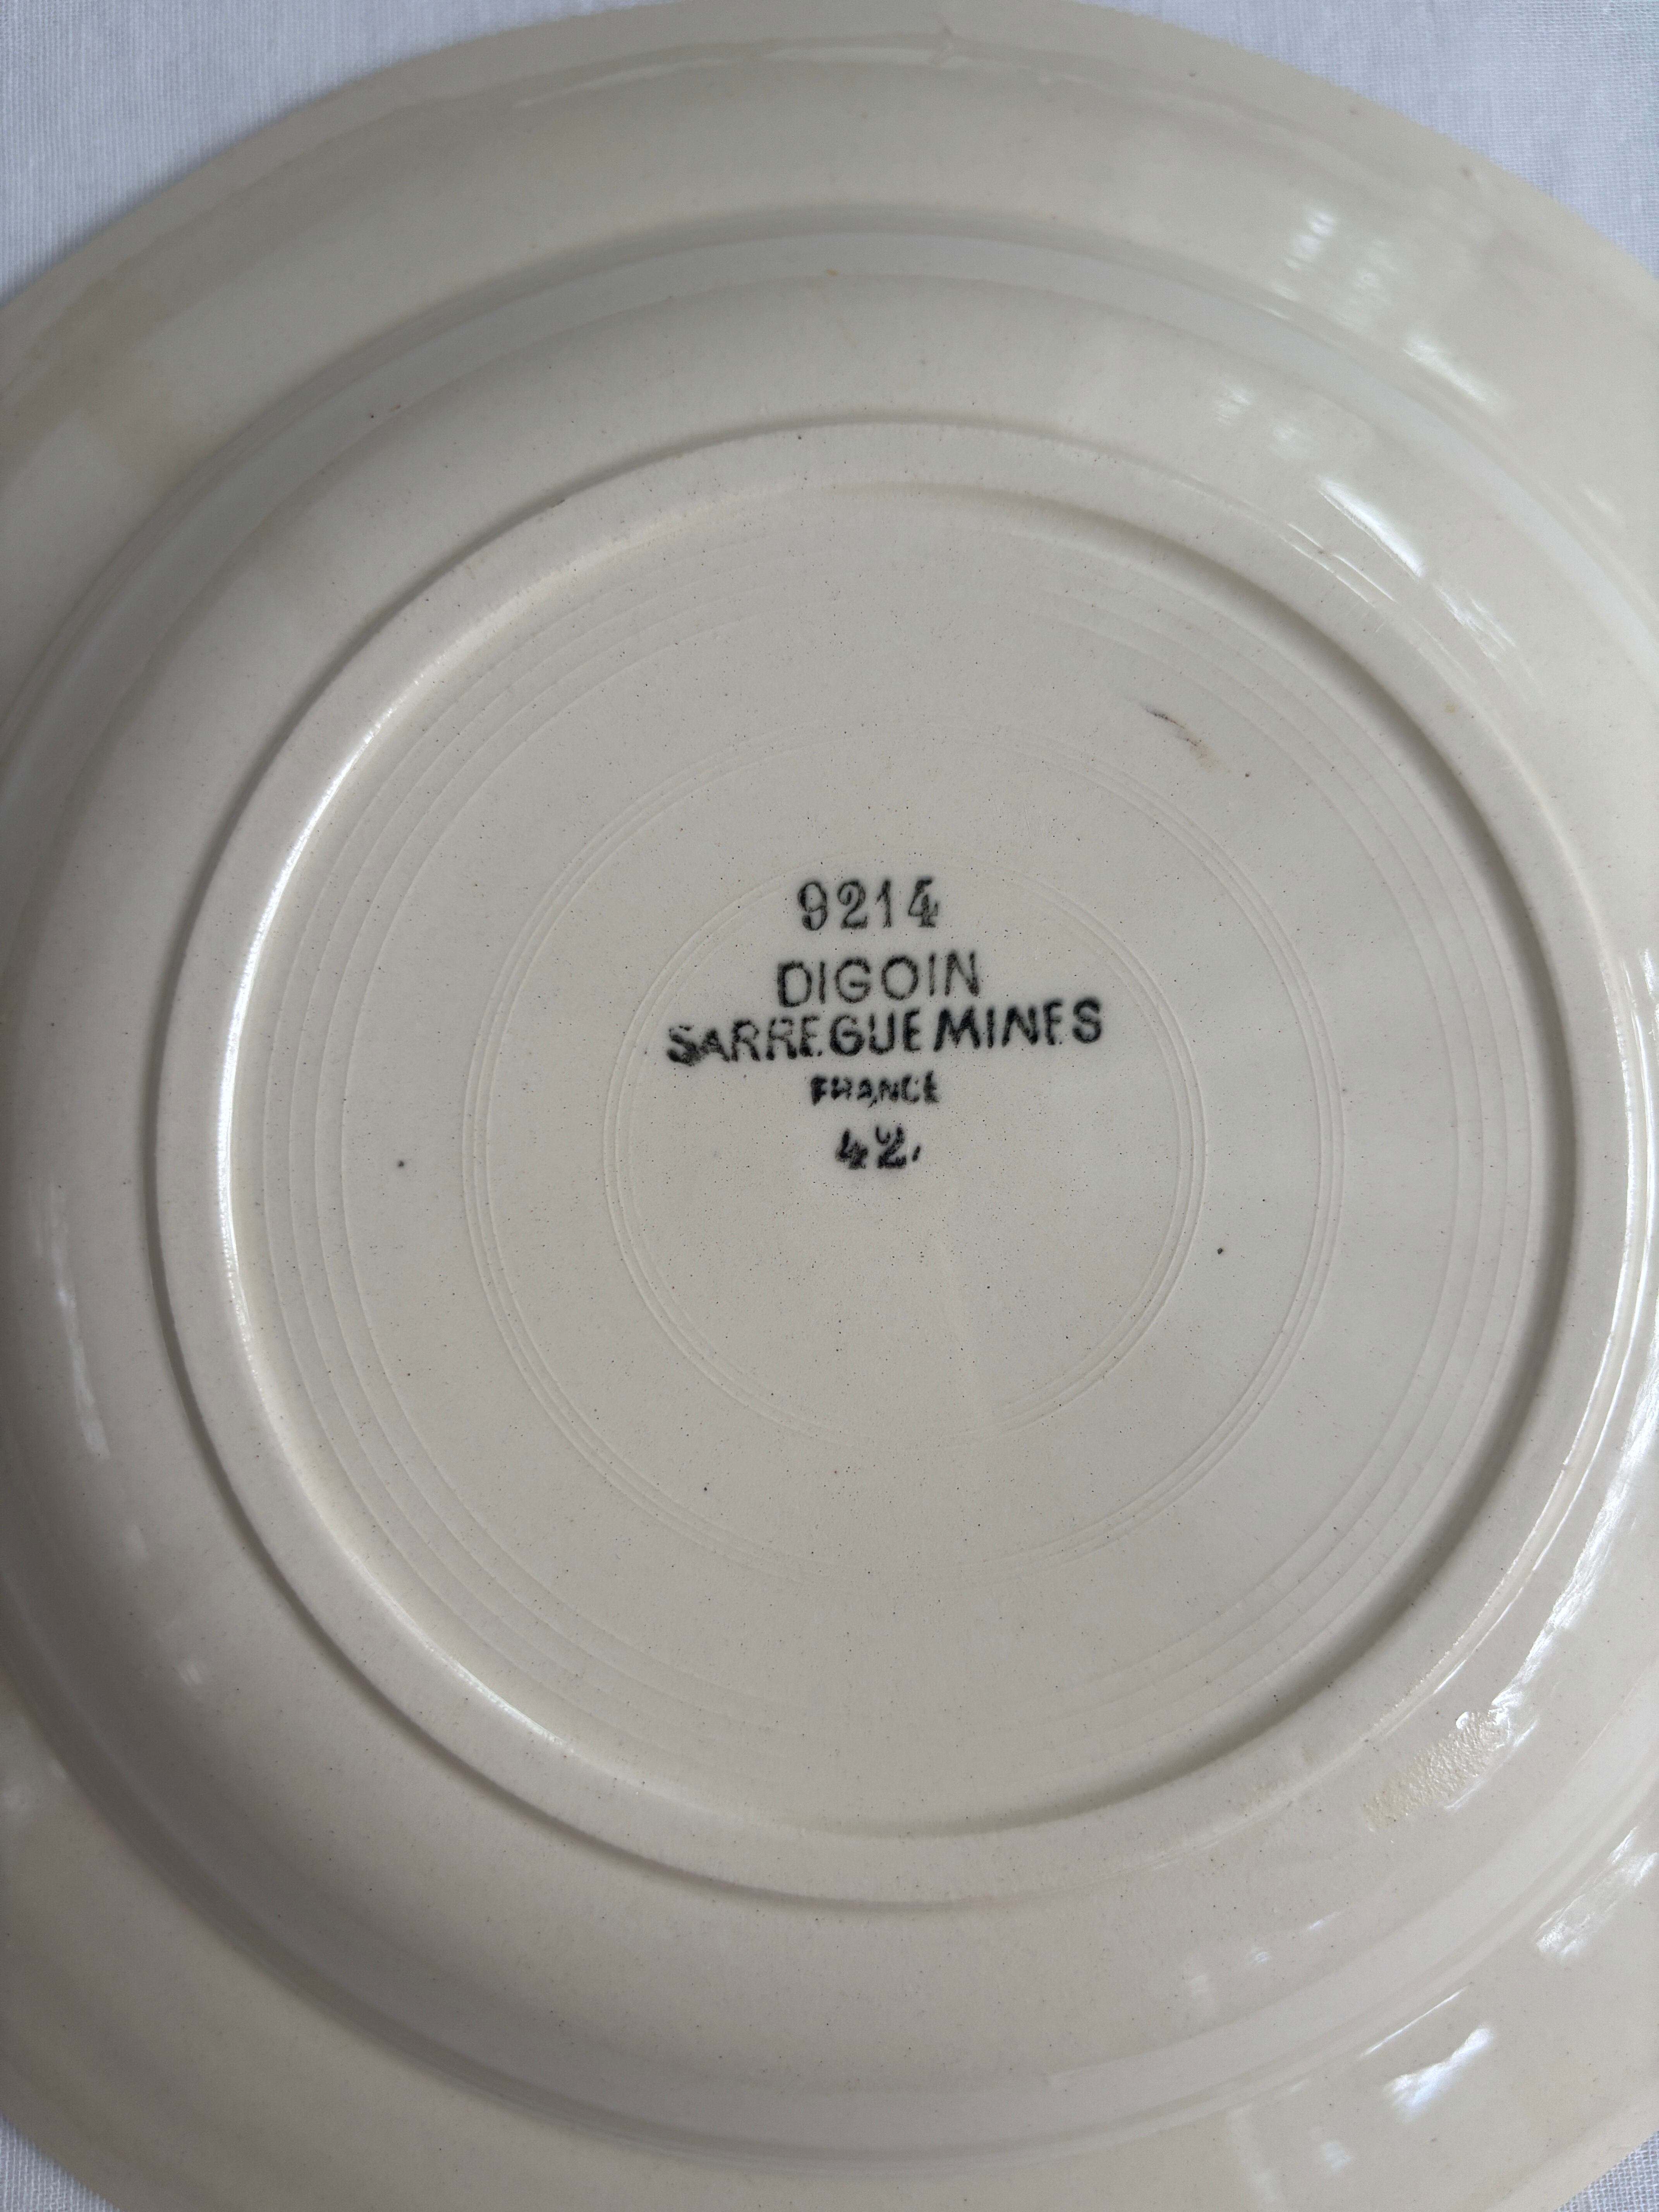 9214
DIGOIN
SARREGUEMINES
FRANCE
42.